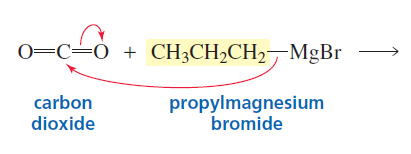 O=C=O + CH₃CH₂CH₂—MgBr ⟶
carbon dioxide
propylmagnesium bromide